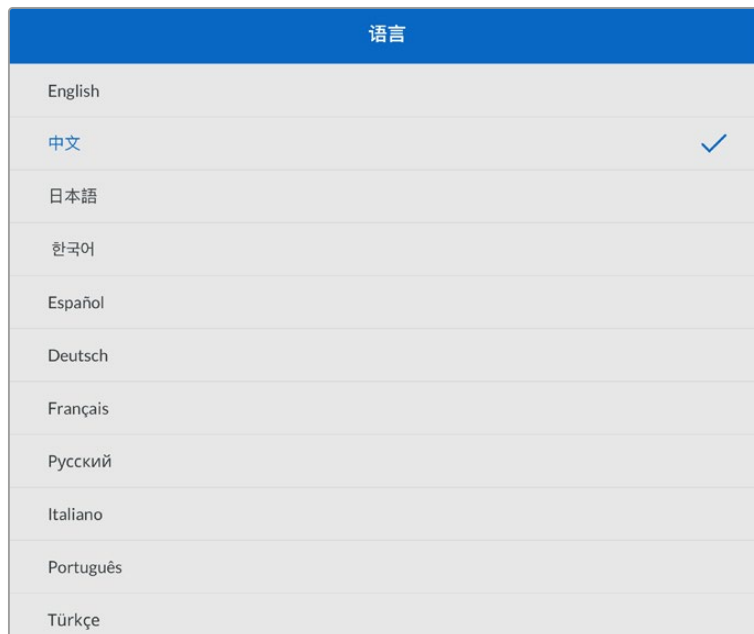 语言
English
中文
日本語
한국어
Español
Deutsch
Français
Русский
Italiano
Português
Türkçe